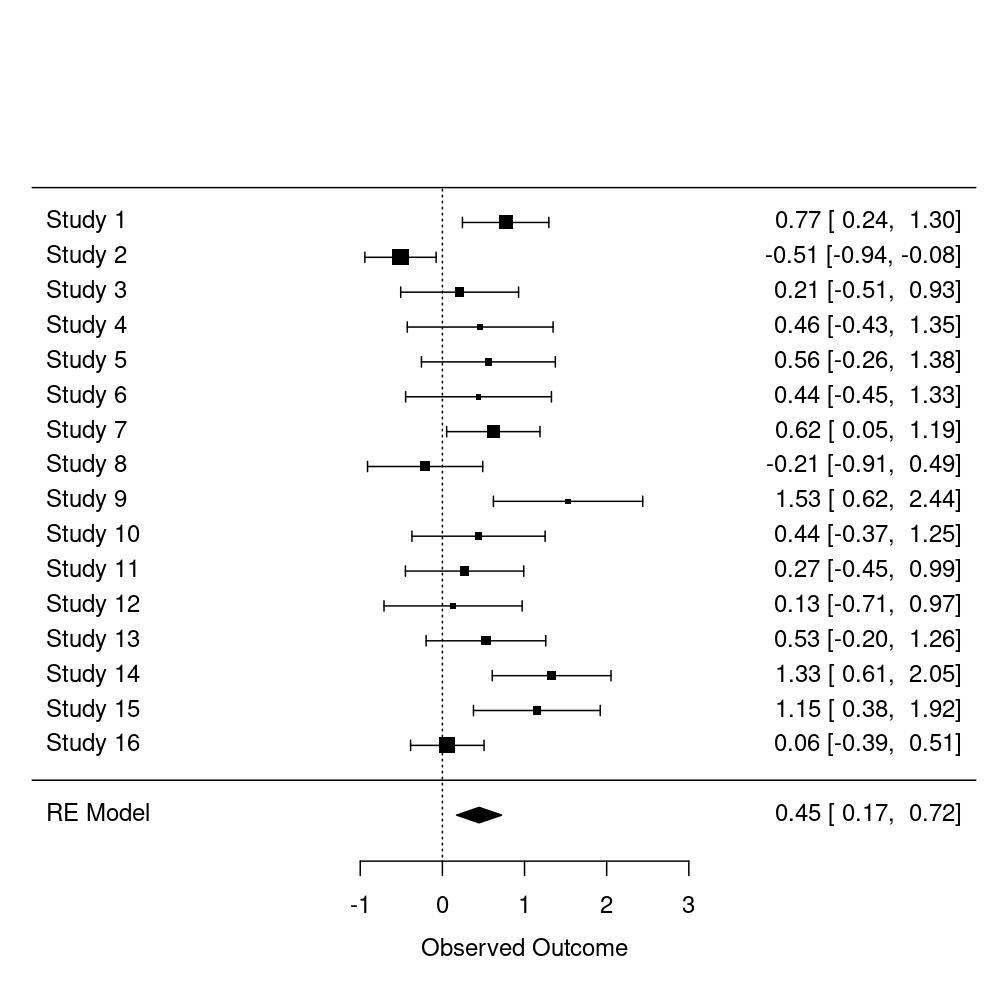 Study 1 0.77 [ 0.24, 1.30]
Study 2 -0.51 [-0.94, -0.08]
Study 3 0.21 [-0.51, 0.93]
Study 4 0.46 [-0.43, 1.35]
Study 5 0.56 [-0.26, 1.38]
Study 6 0.44 [-0.45, 1.33]
Study 7 0.62 [ 0.05, 1.19]
Study 8 -0.21 [-0.91, 0.49]
Study 9 1.53 [ 0.62, 2.44]
Study 10 0.44 [-0.37, 1.25]
Study 11 0.27 [-0.45, 0.99]
Study 12 0.13 [-0.71, 0.97]
Study 13 0.53 [-0.20, 1.26]
Study 14 1.33 [ 0.61, 2.05]
Study 15 1.15 [ 0.38, 1.92]
Study 16 0.06 [-0.39, 0.51]
RE Model 0.45 [ 0.17, 0.72]
-1 0 1 2 3
Observed Outcome